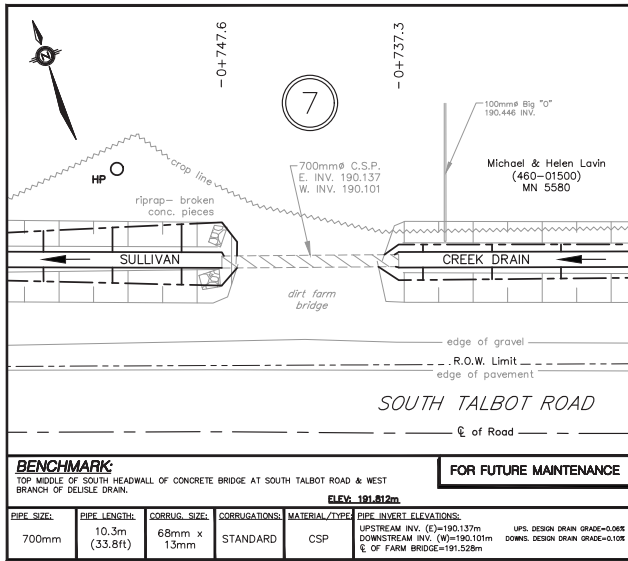 N
-0+747.6
-0+737.3
7
100mmø Big "O"
190.446 INV.
Michael & Helen Lavin
(460-01500)
MN 5580
HP
crop line
700mmø C.S.P.
E. INV. 190.137
W. INV. 190.101
riprap- broken
conc. pieces
SULLIVAN
CREEK DRAIN
dirt farm
bridge
edge of gravel
R.O.W. Limit
edge of pavement
SOUTH TALBOT ROAD
℄ of Road
BENCHMARK:
TOP MIDDLE OF SOUTH HEADWALL OF CONCRETE BRIDGE AT SOUTH TALBOT ROAD & WEST
BRANCH OF DELISLE DRAIN.
ELEV: 191.812m
FOR FUTURE MAINTENANCE
PIPE SIZE:
700mm
PIPE LENGTH:
10.3m
(33.8ft)
CORRUG. SIZE:
68mm x
13mm
CORRUGATIONS:
STANDARD
MATERIAL/TYPE:
CSP
PIPE INVERT ELEVATIONS:
UPSTREAM INV. (E)=190.137m
DOWNSTREAM INV. (W)=190.101m
℄ OF FARM BRIDGE=191.528m
UPS. DESIGN DRAIN GRADE=0.06%
DOWNS. DESIGN DRAIN GRADE=0.10%